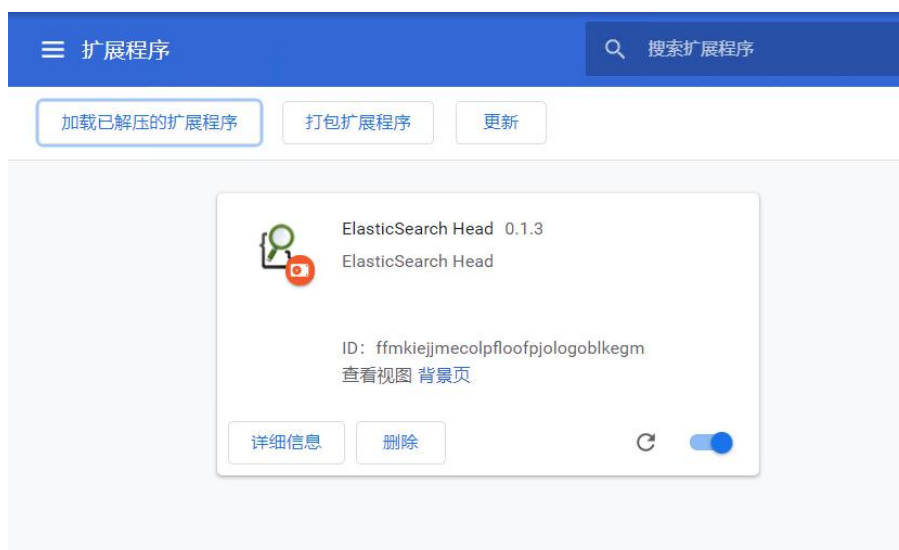 扩展程序
搜索扩展程序
加载已解压的扩展程序
打包扩展程序
更新
ElasticSearch Head 0.1.3
ElasticSearch Head
ID：ffmkiejjmecolpfloofpjologoblkegm
查看视图 背景页
详细信息
删除